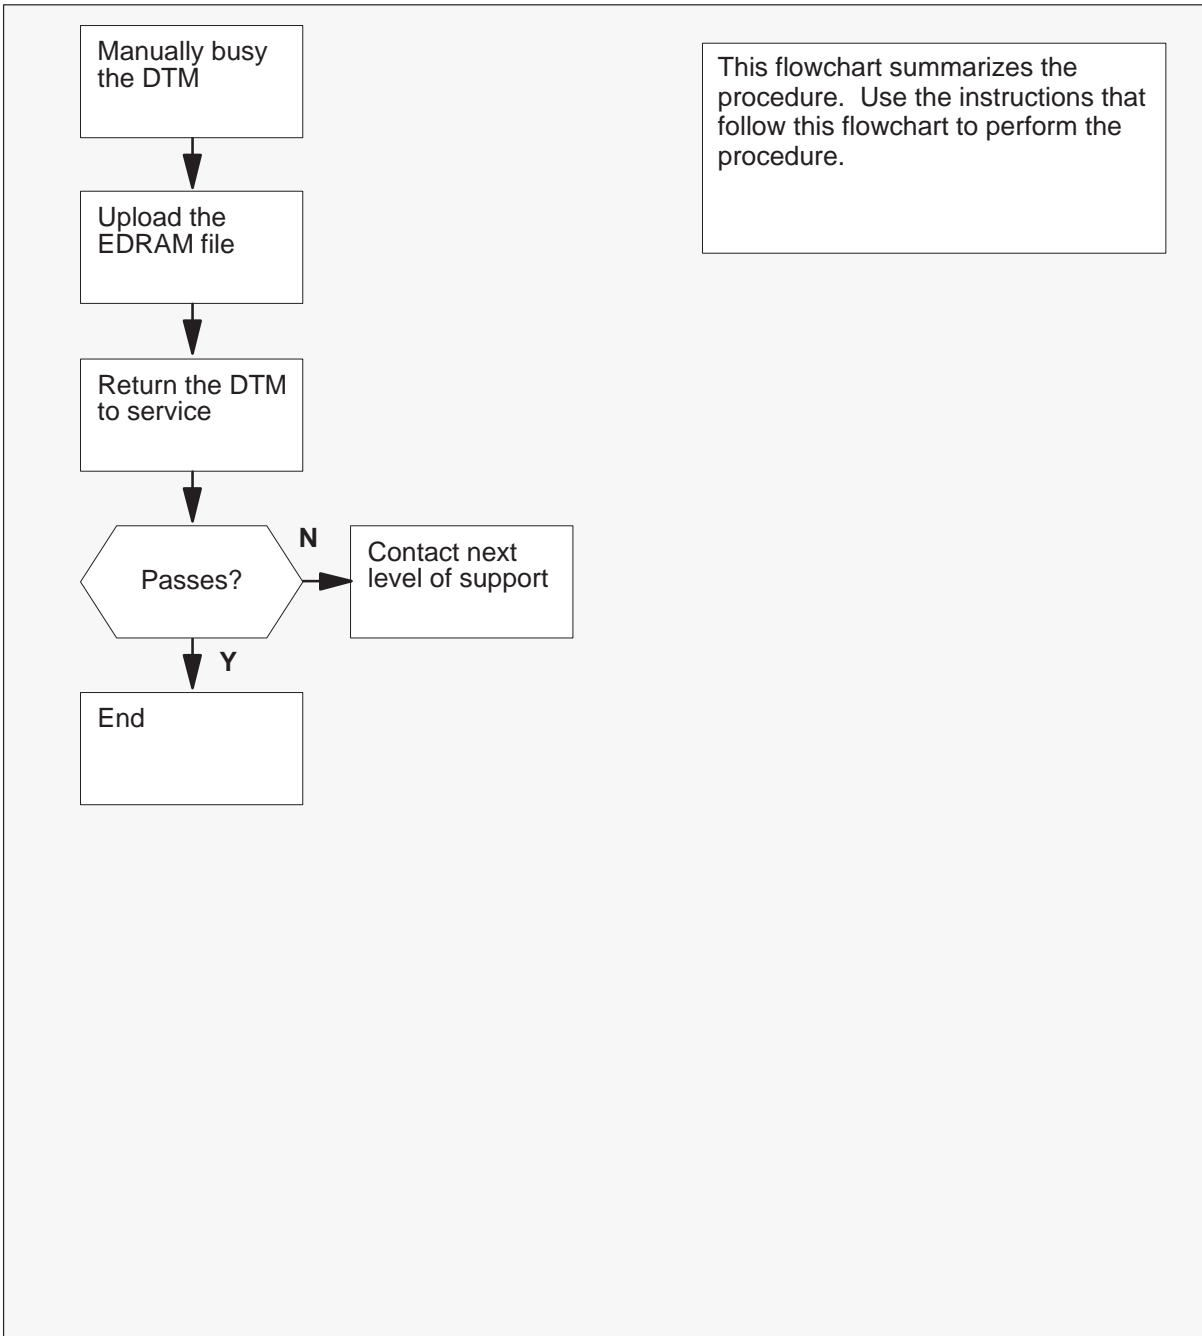 Manually busy
the DTM
This flowchart summarizes the
procedure.  Use the instructions that
follow this flowchart to perform the
procedure.
Upload the
EDRAM file
Return the DTM
to service
Passes?
N
Contact next
level of support
Y
End